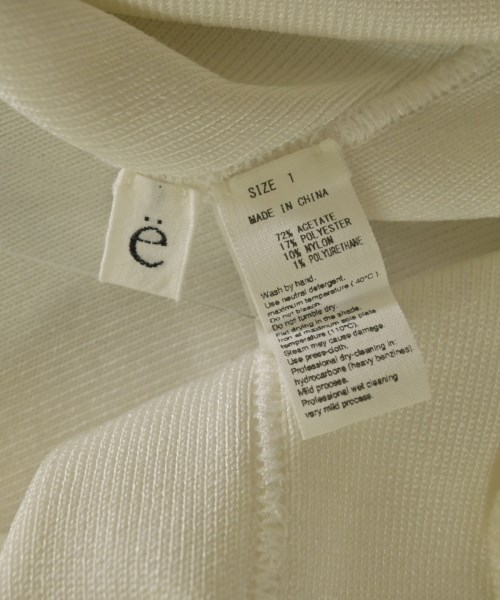 ë
SIZE 1
MADE IN CHINA
72% ACETATE
17% POLYESTER
10% NYLON
1% POLYURETHANE
Wash by hand.
Use neutral detergent.
maximum temperature (40°C).
Do not bleach.
Do not tumble dry.
Flat drying in the shade.
Iron at maximum sole plate
temperature (110°C).
Steam may cause damage.
Use press-cloth.
Professional dry-cleaning in:
hydrocarbone (heavy benzines).
Mild process.
Professional wet cleaning
very mild process.